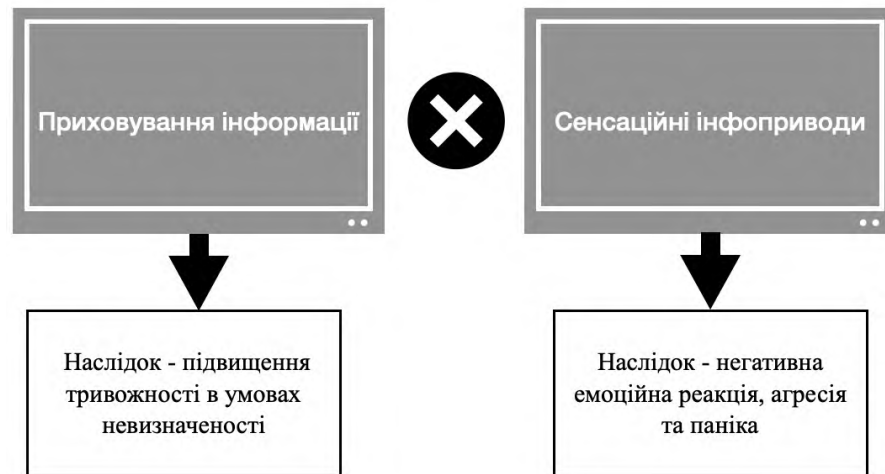 Приховування інформації
Сенсаційні інфоприводи
Наслідок - підвищення
тривожності в умовах
невизначеності
Наслідок - негативна
емоційна реакція, агресія
та паніка